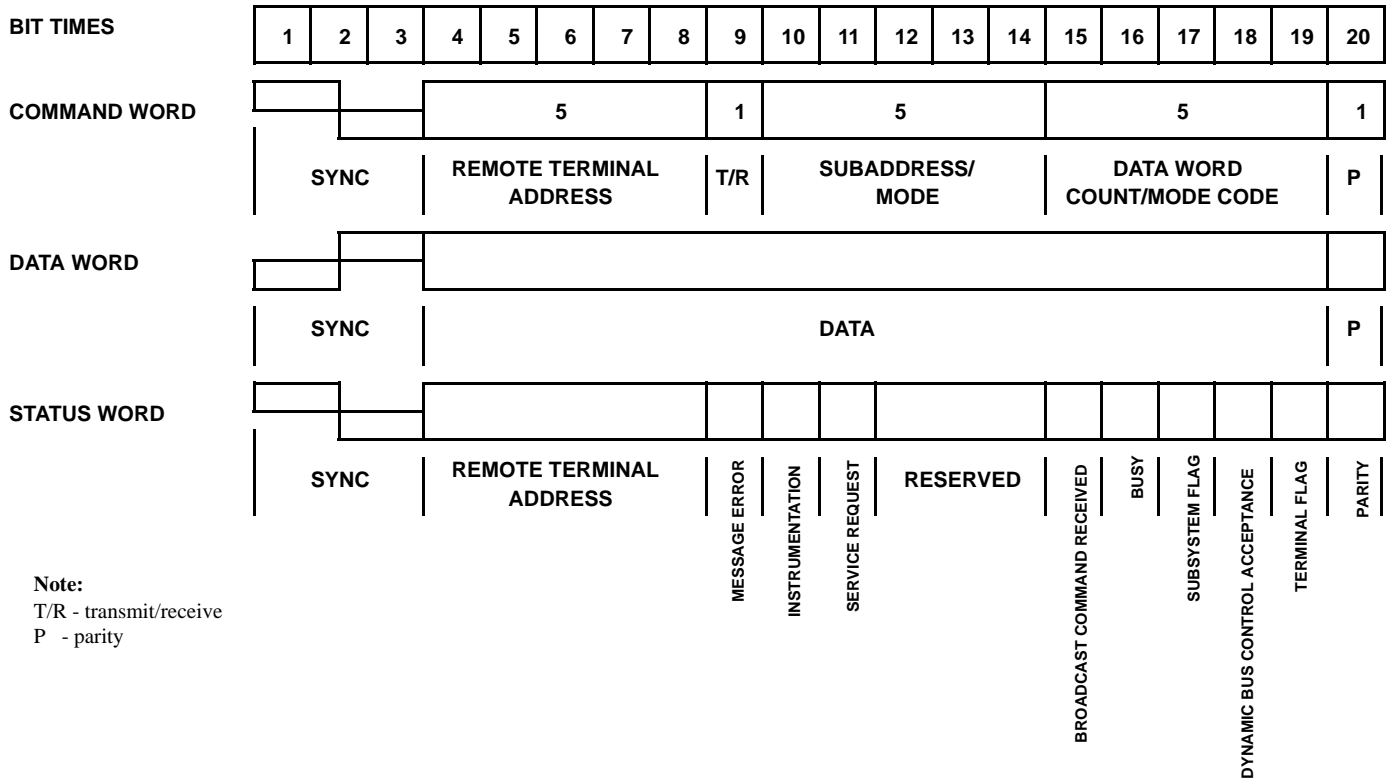 BIT TIMES
1 2 3 4 5 6 7 8 9 10 11 12 13 14 15 16 17 18 19 20
COMMAND WORD
5 1 5 5 1
SYNC
REMOTE TERMINAL
ADDRESS
T/R
SUBADDRESS/
MODE
DATA WORD
COUNT/MODE CODE
P
DATA WORD
SYNC
DATA
P
STATUS WORD
SYNC
REMOTE TERMINAL
ADDRESS
MESSAGE ERROR
INSTRUMENTATION
SERVICE REQUEST
RESERVED
BROADCAST COMMAND RECEIVED
BUSY
SUBSYSTEM FLAG
DYNAMIC BUS CONTROL ACCEPTANCE
TERMINAL FLAG
PARITY
Note:
T/R - transmit/receive
P - parity